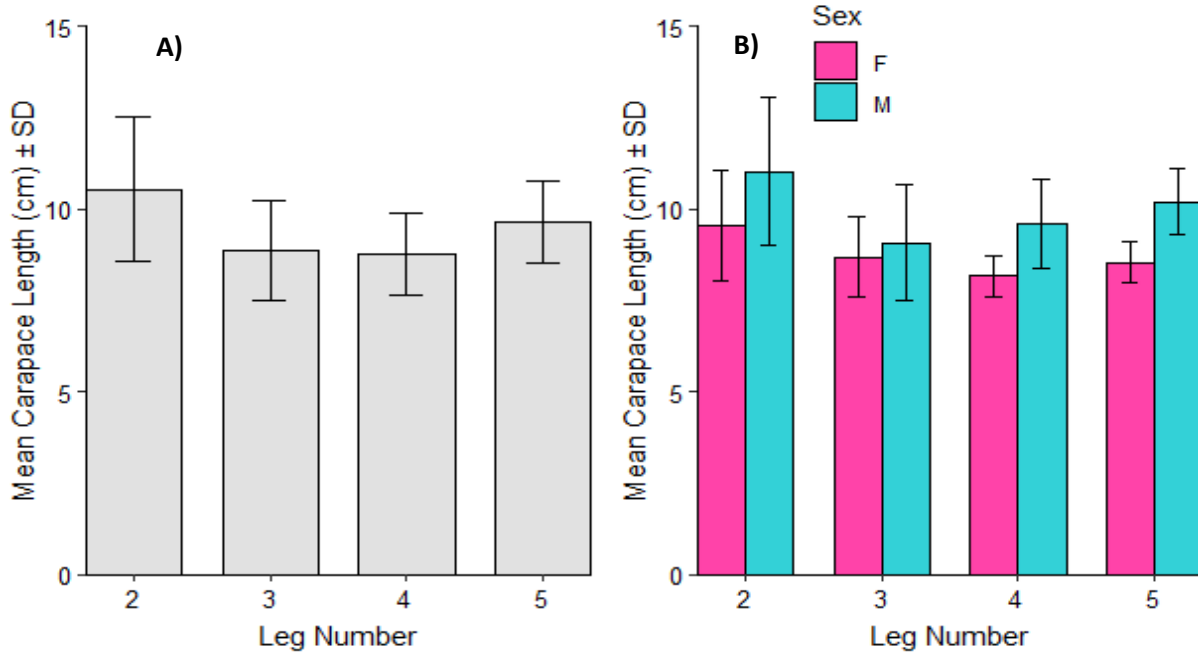 A)
15
10
5
0
Mean Carapace Length (cm) ± SD
2 3 4 5
Leg Number
B)
Sex
F
M
15
10
5
0
Mean Carapace Length (cm) ± SD
2 3 4 5
Leg Number